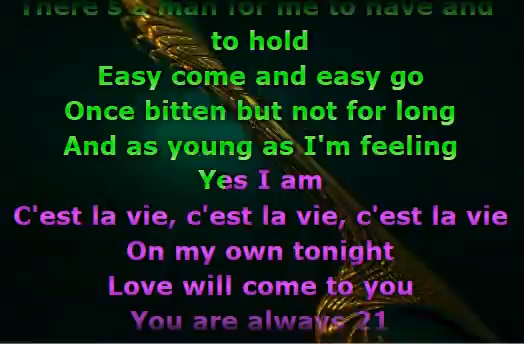 There's a man for me to have and
to hold
Easy come and easy go
Once bitten but not for long
And as young as I'm feeling
Yes I am
C'est la vie, c'est la vie, c'est la vie
On my own tonight
Love will come to you
You are always 21